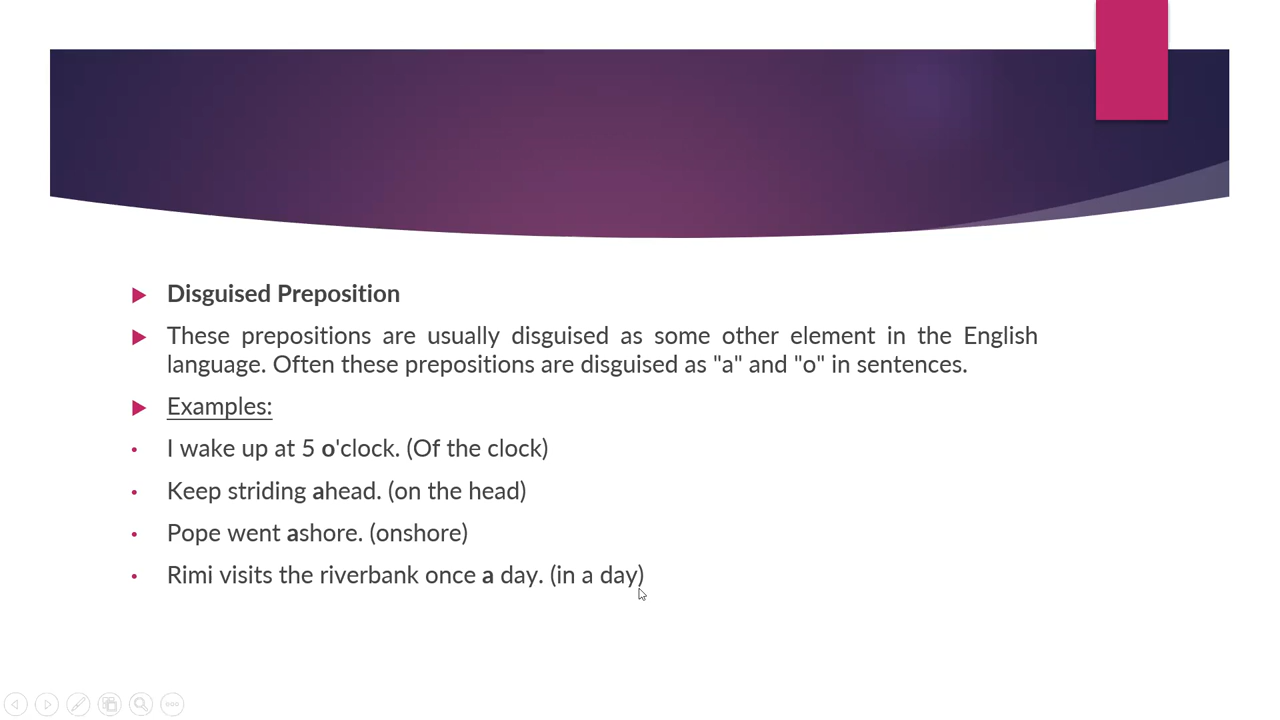 Disguised Preposition
These prepositions are usually disguised as some other element in the English
language. Often these prepositions are disguised as "a" and "o" in sentences.
Examples:
I wake up at 5 o'clock. (Of the clock)
Keep striding ahead. (on the head)
Pope went ashore. (onshore)
Rimi visits the riverbank once a day. (in a day)